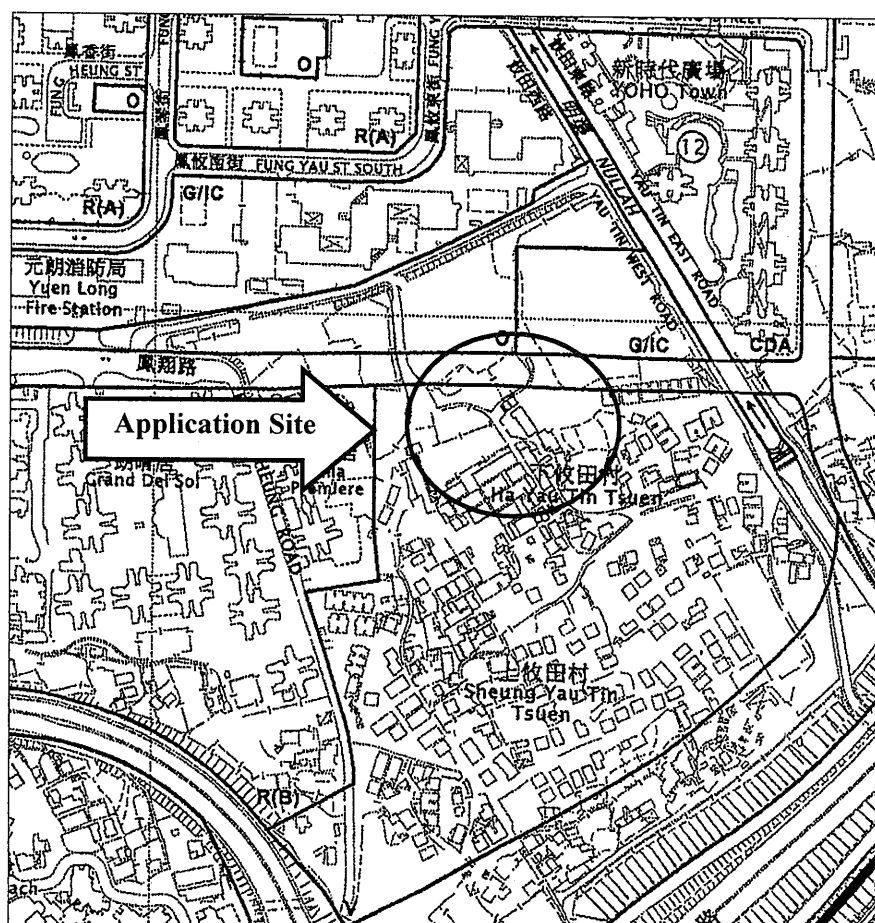 鳳香街
HEUNG ST
FUNG
O
O
R(A)
新時代廣場
YOHO Town
12
鳳攸南街 FUNG YAU ST SOUTH
R(A)
G/IC
NULLAH
YAU TIN EAST ROAD
YAU TIN WEST ROAD
元朗消防局
Yuen Long
Fire Station
O
G/IC
CDA
鳳翔路
Application Site
Grand Del Sol
Premiere
ROAD
下攸田村
Ha Yau Tin Tsuen
上攸田村
Sheung Yau Tin
Tsuen
R(B)